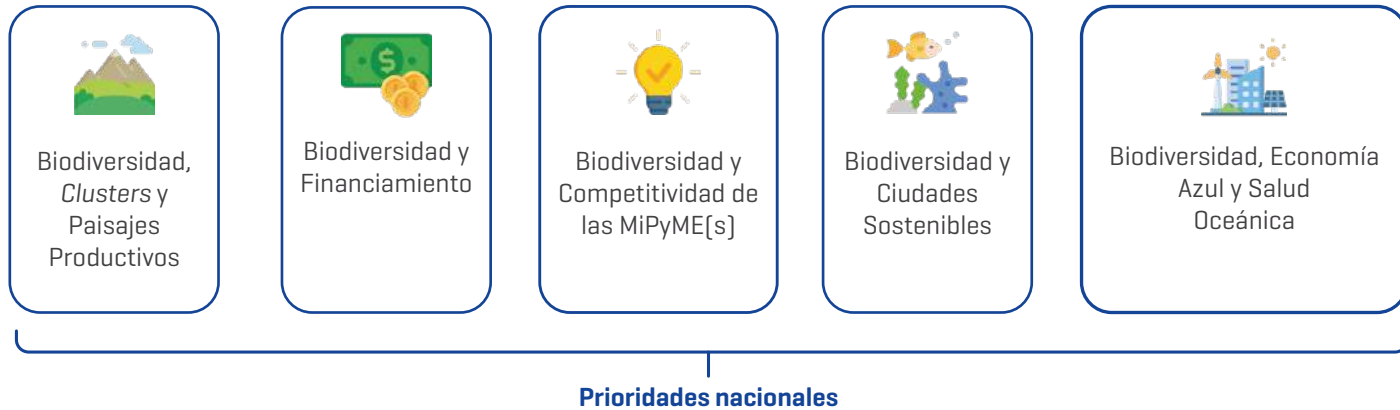 Biodiversidad,
Clusters y
Paisajes
Productivos
Biodiversidad y
Financiamiento
Biodiversidad y
Competitividad de
las MiPyME(s)
Biodiversidad y
Ciudades
Sostenibles
Biodiversidad, Economía
Azul y Salud
Oceánica
Prioridades nacionales